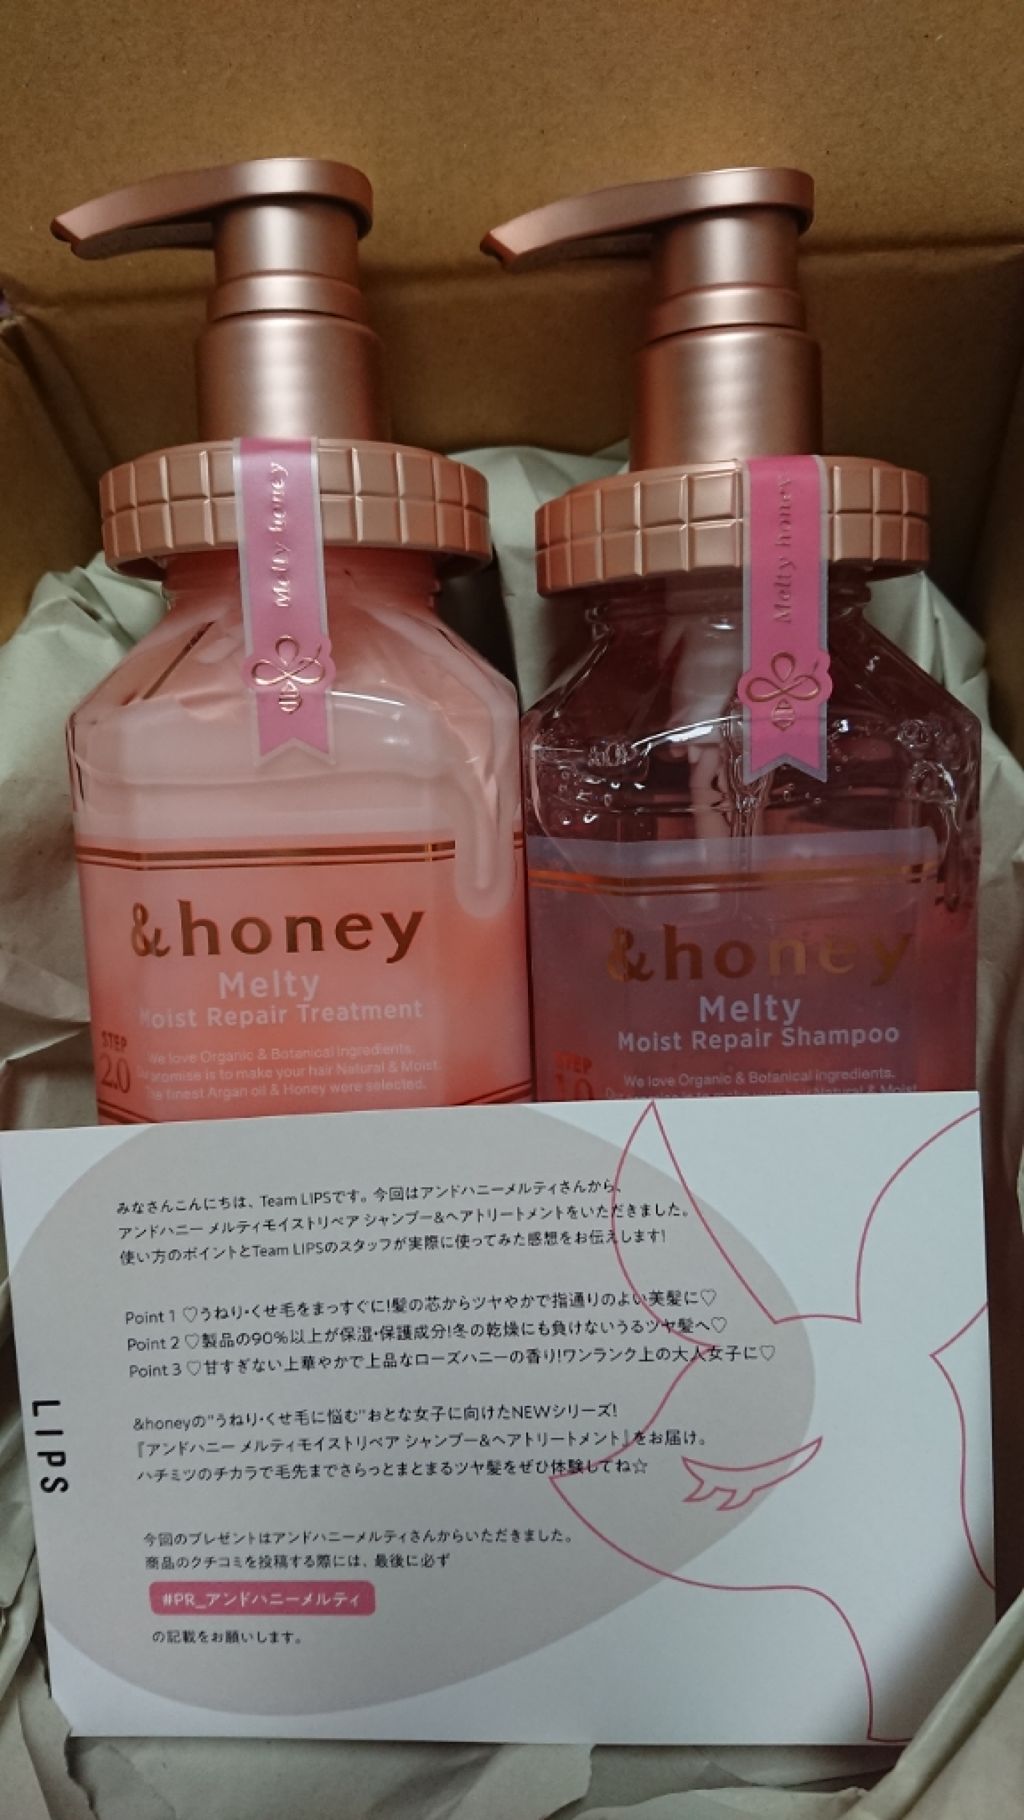 Melty honey
Melty honey
&honey
Melty
Moist Repair Treatment
STEP
2.0
We love Organic & Botanical Ingredients.
Our promise is to make your hair Natural & Moist.
The finest Argan oil & Honey were selected.
&honey
Melty
Moist Repair Shampoo
STEP
1.0
We love Organic & Botanical Ingredients.
Our promise is to make your hair Natural & Moist
みなさんこんにちは、Team LIPSです。今回はアンドハニーメルティさんから、
アンドハニー メルティモイストリペア シャンプー&ヘアトリートメントをいただきました。
使い方のポイントとTeam LIPSのスタッフが実際に使ってみた感想をお伝えします!
Point 1 ♡うねり・くせ毛をまっすぐに!髪の芯からツヤやかで指通りのよい美髪に♡
Point 2 ♡製品の90%以上が保湿・保護成分!冬の乾燥にも負けないうるツヤ髪へ♡
Point 3 ♡甘すぎない上華やかで上品なローズハニーの香り!ワンランク上の大人女子に♡
&honeyの"うねり・くせ毛に悩む"おとな女子に向けたNEWシリーズ!
『アンドハニー メルティモイストリペア シャンプー&ヘアトリートメント』をお届け。
ハチミツのチカラで毛先までさらっとまとまるツヤ髪をぜひ体験してね☆
LIPS
今回のプレゼントはアンドハニーメルティさんからいただきました。
商品のクチコミを投稿する際には、最後に必ず
#PR_アンドハニーメルティ
の記載をお願いします。